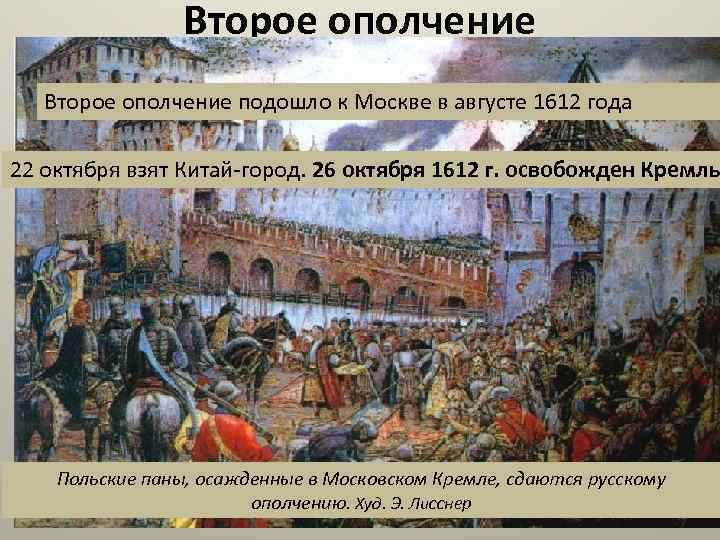 Второе ополчение
Второе ополчение подошло к Москве в августе 1612 года
22 октября взят Китай-город. 26 октября 1612 г. освобожден Кремль
Польские паны, осажденные в Московском Кремле, сдаются русскому
ополчению. Худ. Э. Лисснер